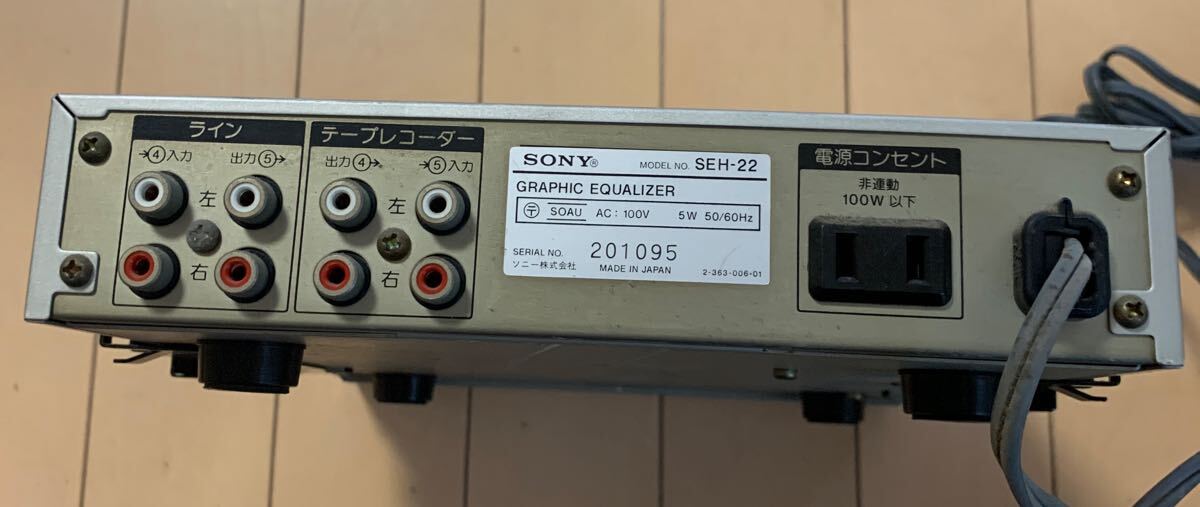 ライン
→④入力 出力⑤→
左
右
テープレコーダー
出力④→ →⑤入力
左
右
SONY® MODEL NO. SEH-22
GRAPHIC EQUALIZER
〒 SOAU AC: 100V 5W 50/60Hz
SERIAL NO. 201095
ソニー株式会社 MADE IN JAPAN 2-363-006-01
電源コンセント
非連動
100W 以下